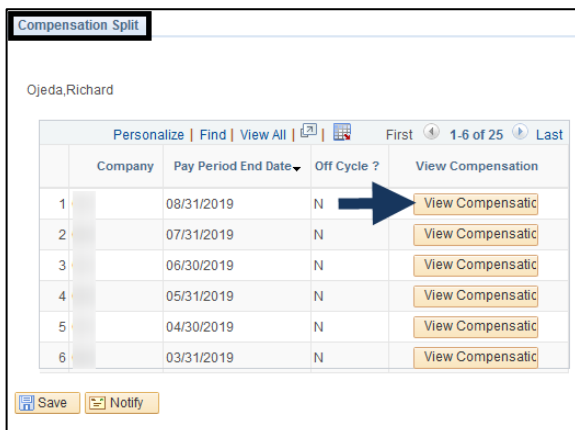 Compensation Split
Ojeda,Richard
Personalize | Find | View All | | First 1-6 of 25 Last
Company Pay Period End Date Off Cycle ? View Compensation
1 08/31/2019 N View Compensatic
2 07/31/2019 N View Compensatic
3 06/30/2019 N View Compensatic
4 05/31/2019 N View Compensatic
5 04/30/2019 N View Compensatic
6 03/31/2019 N View Compensatic
Save Notify